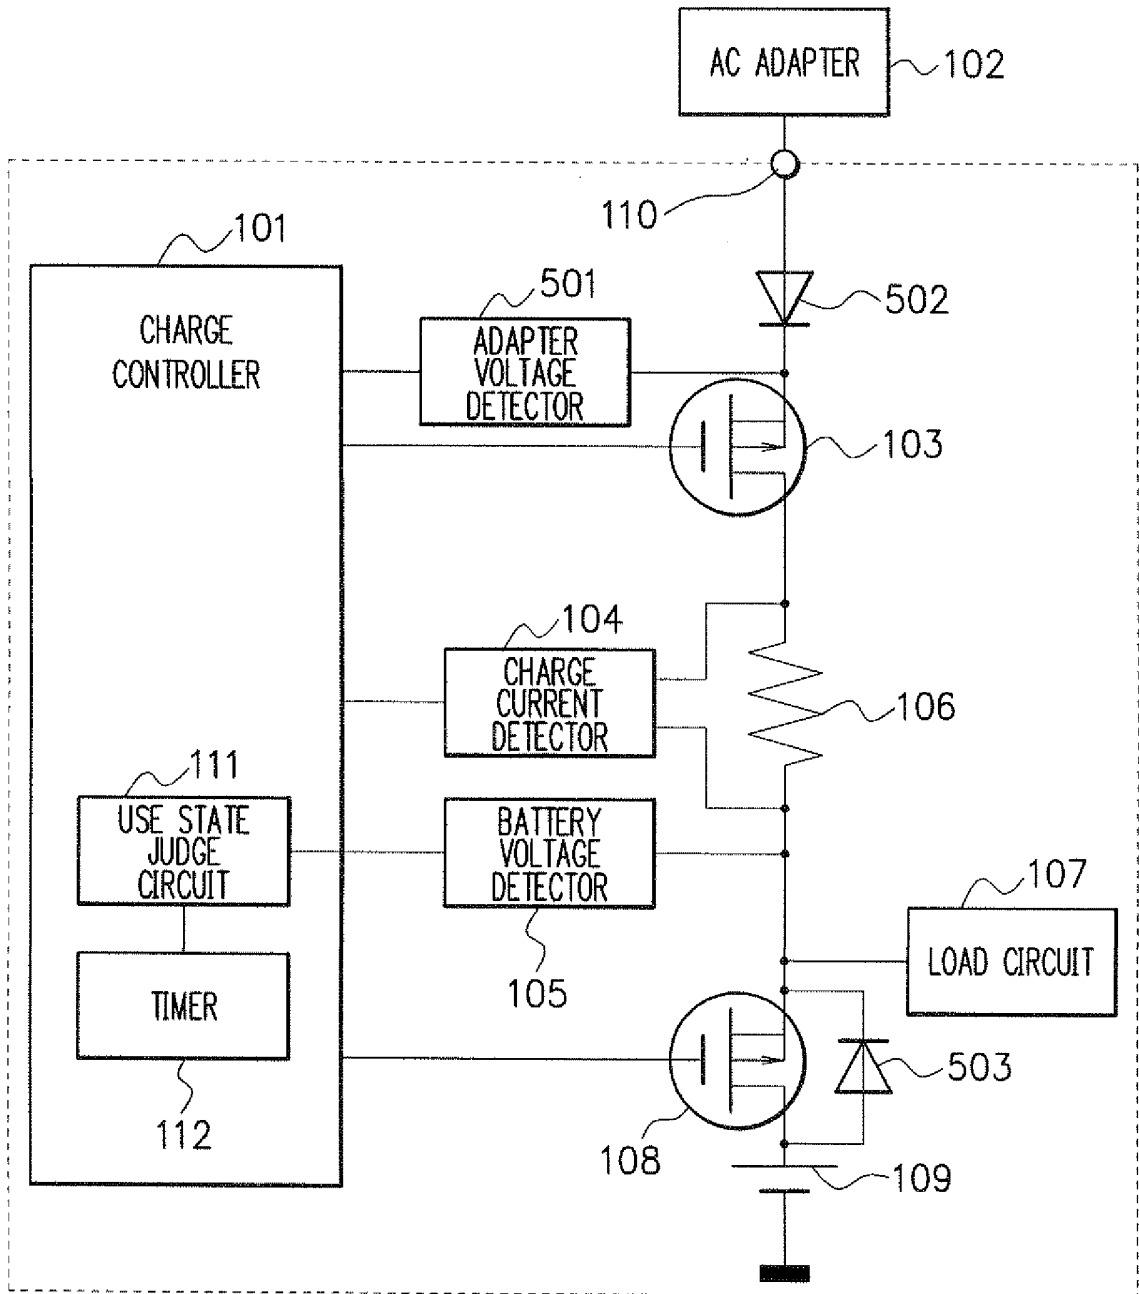 AC ADAPTER
102
110
101
CHARGE
CONTROLLER
501
ADAPTER
VOLTAGE
DETECTOR
502
103
104
CHARGE
CURRENT
DETECTOR
106
111
USE STATE
JUDGE
CIRCUIT
BATTERY
VOLTAGE
DETECTOR
105
107
LOAD CIRCUIT
TIMER
112
108
503
109